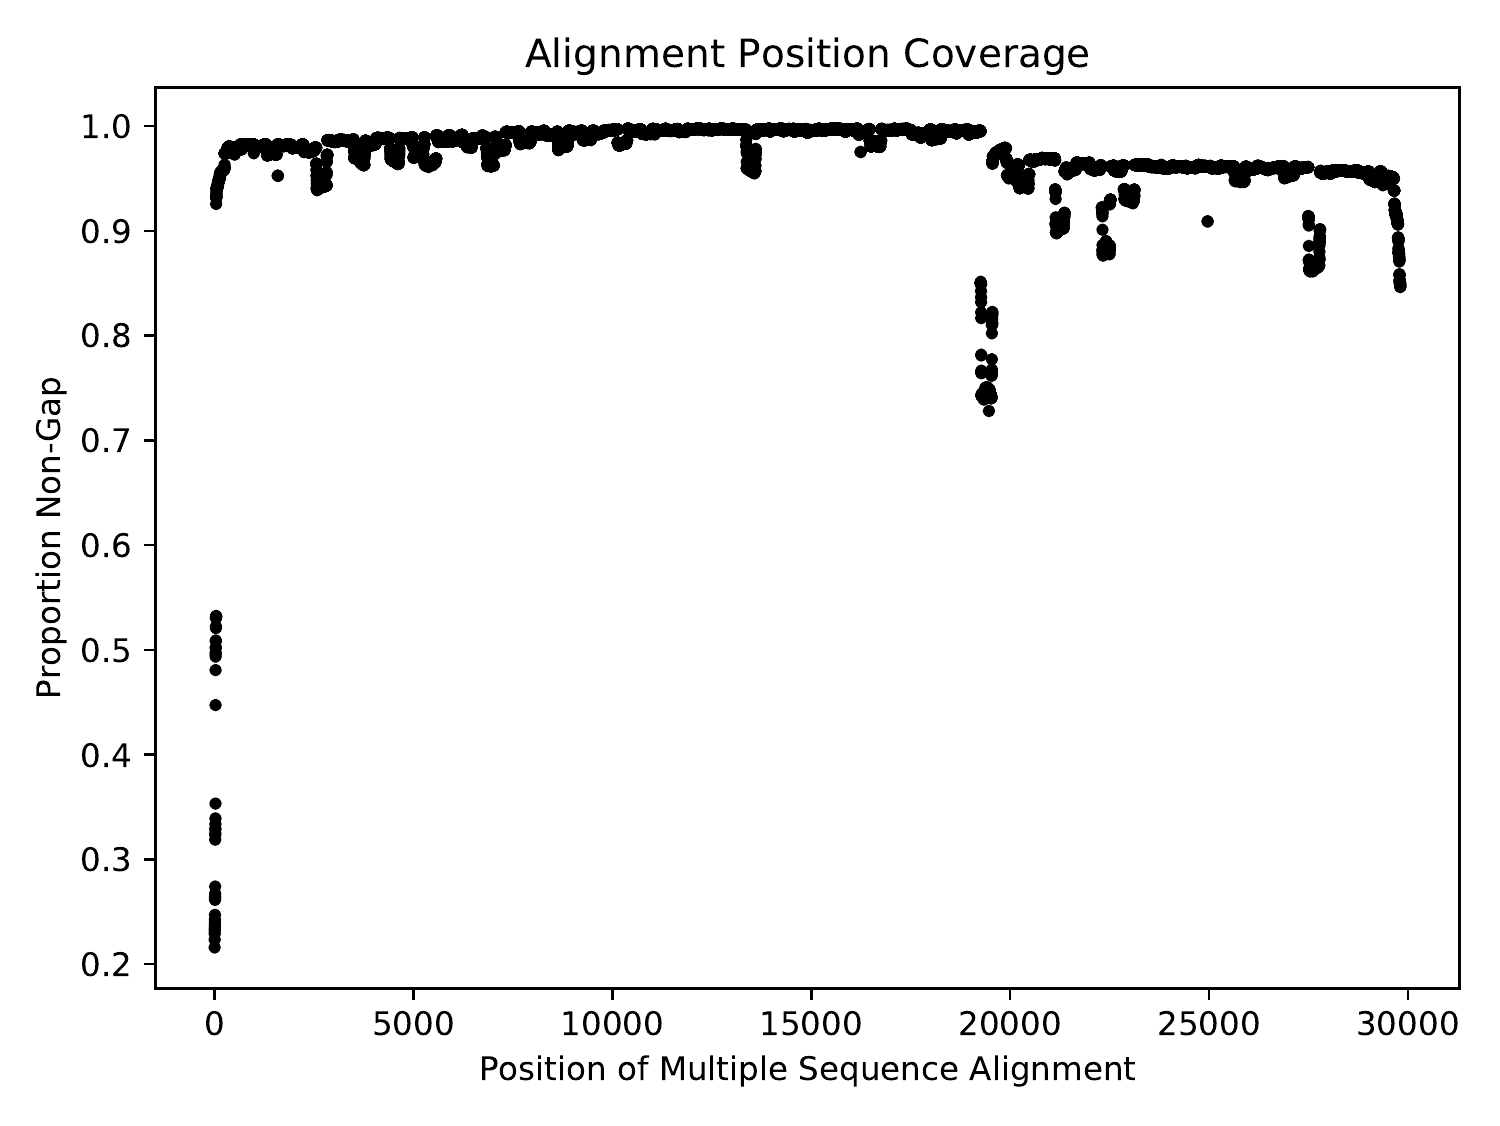 Alignment Position Coverage
1.0
0.9
0.8
0.7
0.6
0.5
0.4
0.3
0.2
Proportion Non-Gap
0 5000 10000 15000 20000 25000 30000
Position of Multiple Sequence Alignment